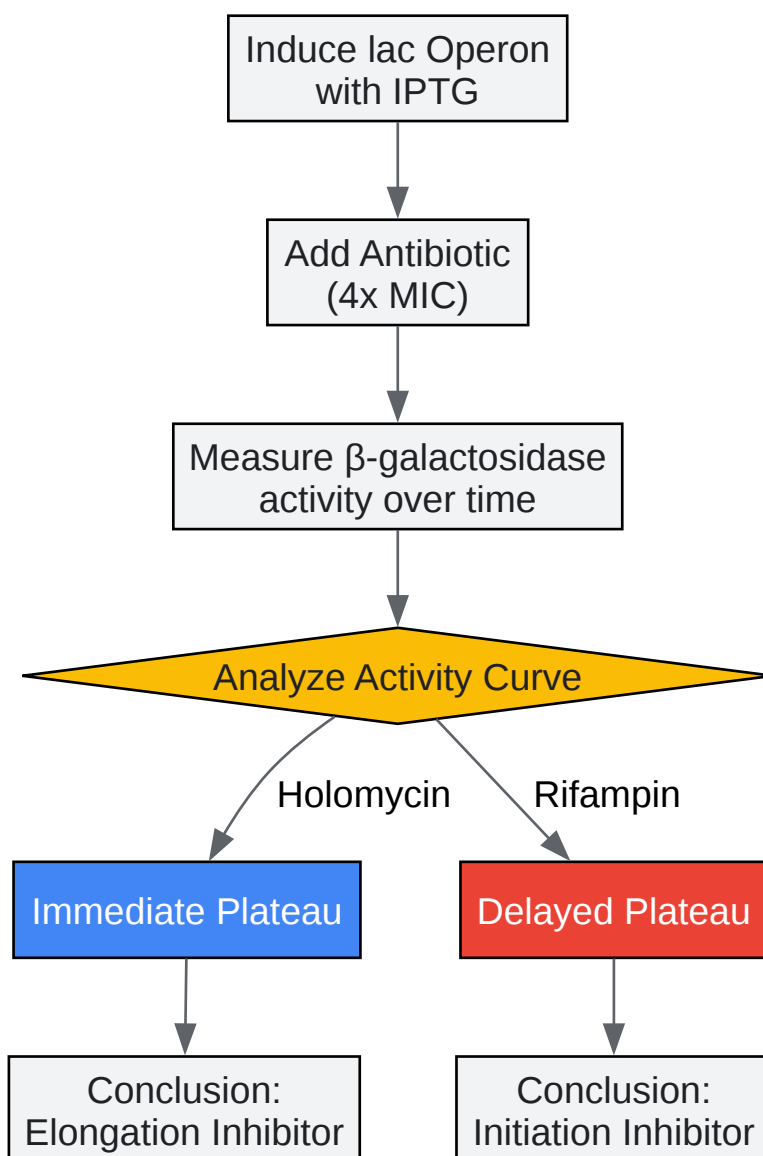 Induce lac Operon
with IPTG
Add Antibiotic
(4x MIC)
Measure β-galactosidase
activity over time
Analyze Activity Curve
Holomycin
Rifampin
Immediate Plateau
Delayed Plateau
Conclusion:
Elongation Inhibitor
Conclusion:
Initiation Inhibitor